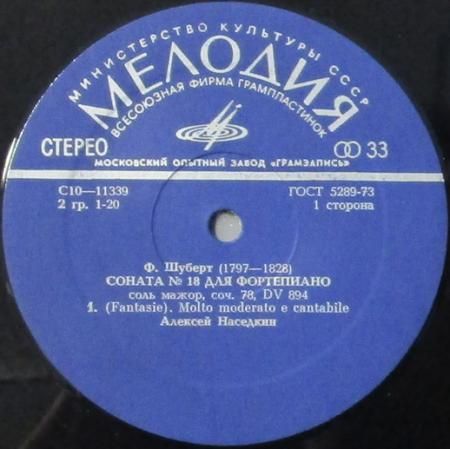 МИНИСТЕРСТВО КУЛЬТУРЫ СССР
МЕЛОДИЯ
ВСЕСОЮЗНАЯ ФИРМА ГРАМПЛАСТИНОК
СТЕРЕО
33
МОСКОВСКИЙ ОПЫТНЫЙ ЗАВОД «ГРАМЗАПИСЬ»
С10—11339
ГОСТ 5289-73
2 гр. 1-20
1 сторона
Ф. Шуберт (1797—1828)
СОНАТА № 18 ДЛЯ ФОРТЕПИАНО
соль мажор, соч. 78, DV 894
1. (Fantasie). Molto moderato e cantabile
Алексей Наседкин